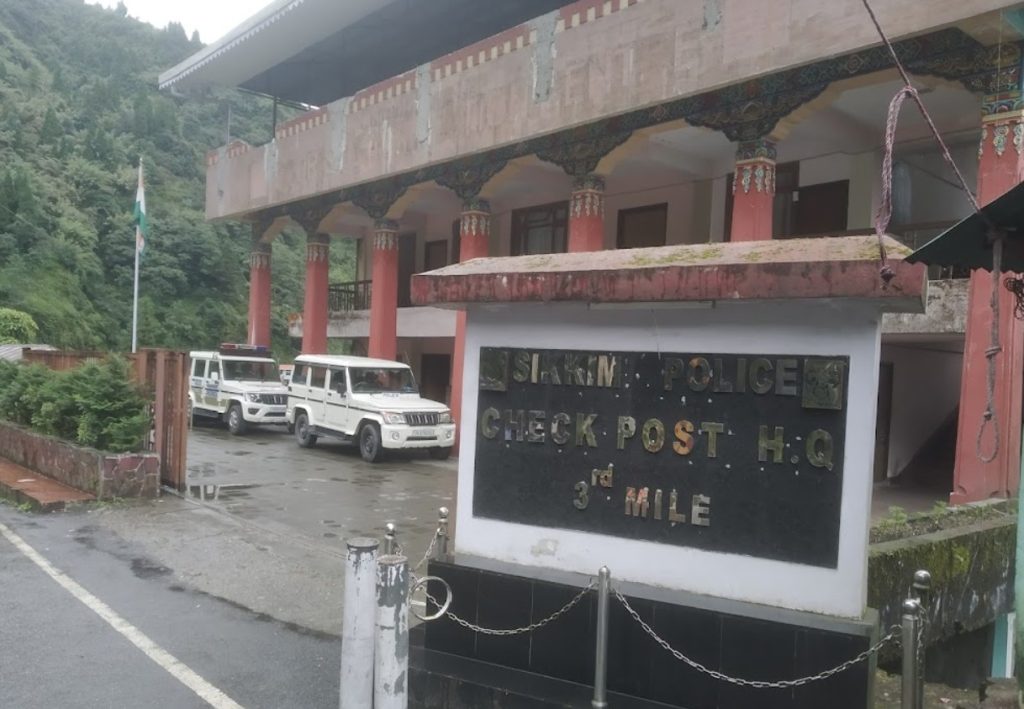 SIKKIM POLICE
CHECK POST H.Q
3rd MILE